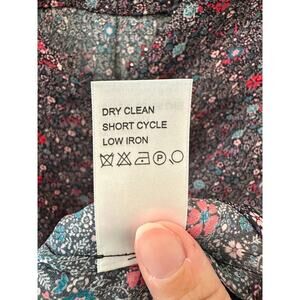 DRY CLEAN
SHORT CYCLE
LOW IRON
P